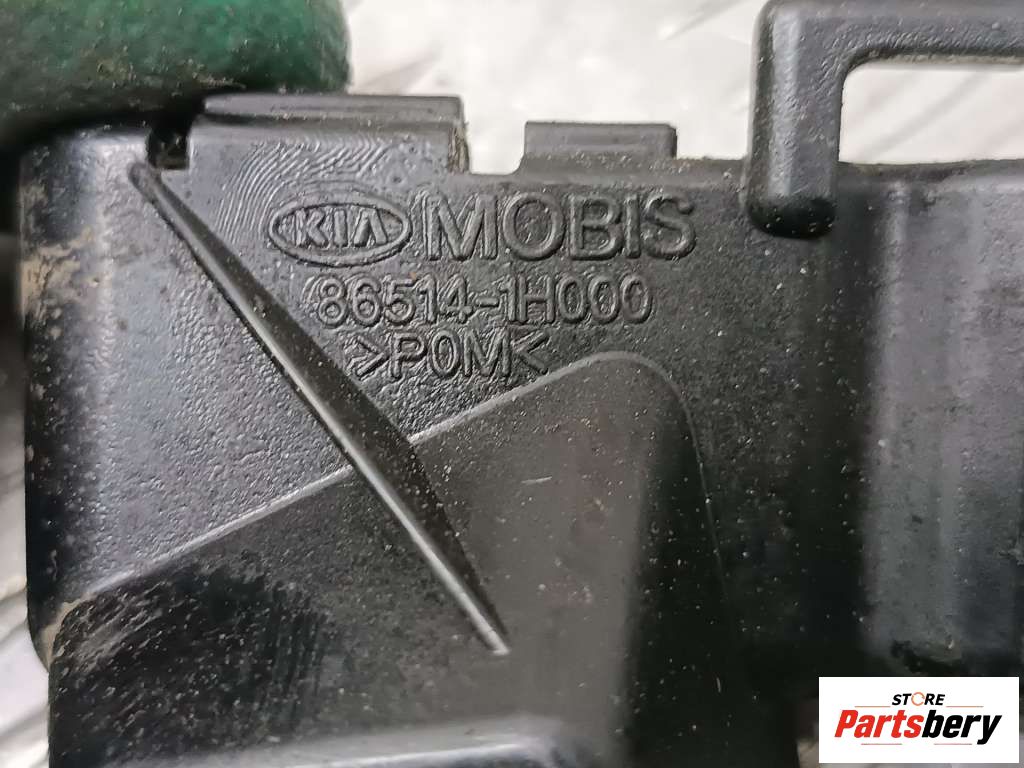 KIA MOBIS
86514-1H000
>POM<
STORE
Partsbery